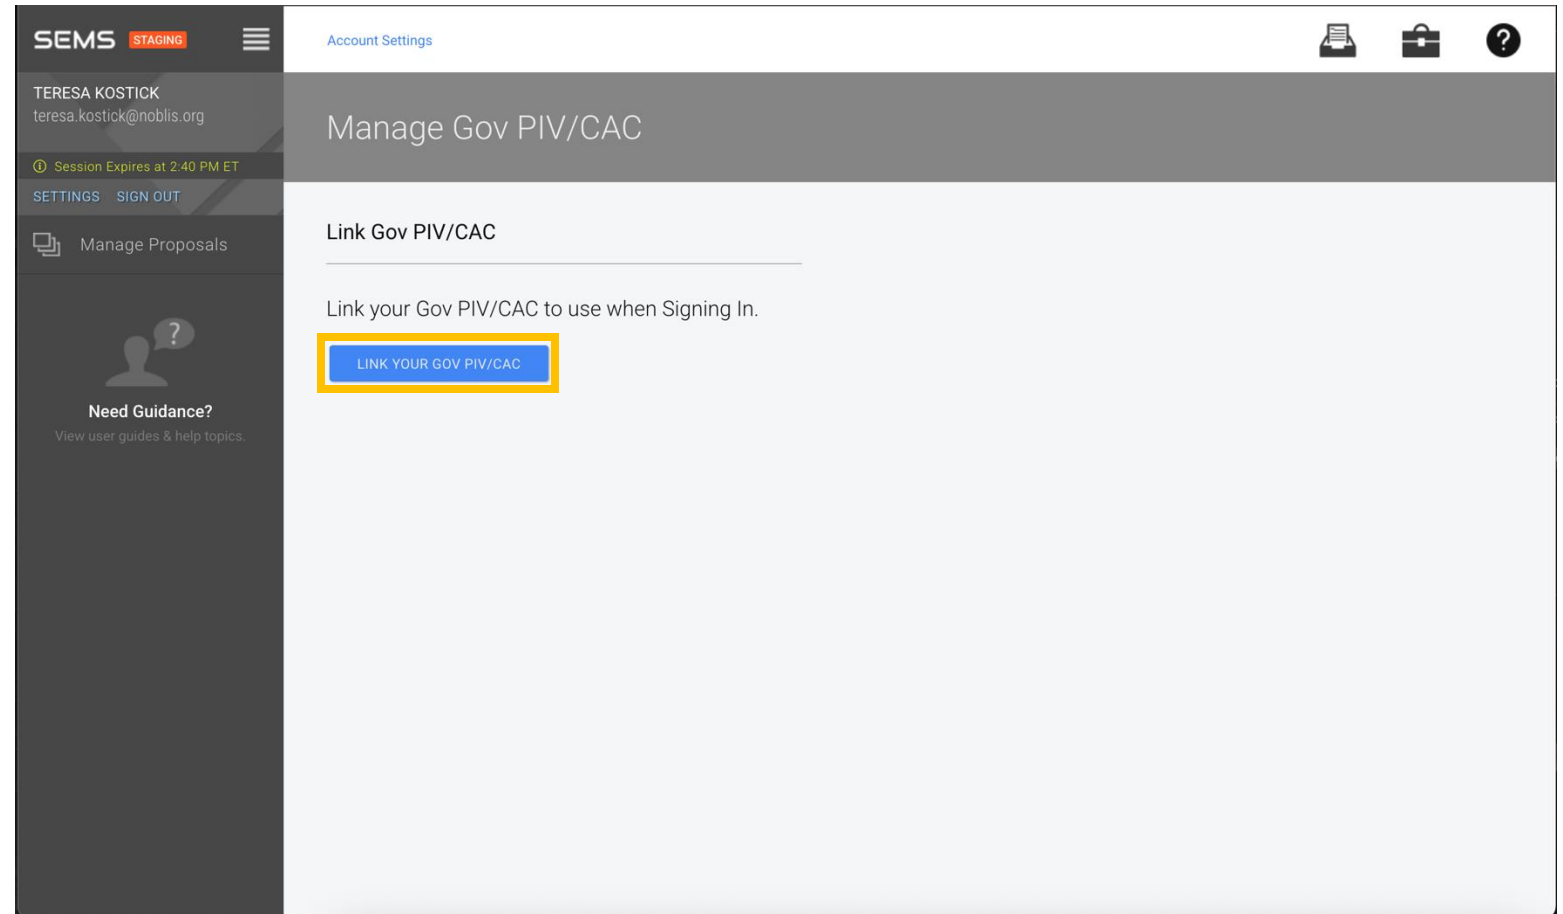 SEMS STAGING
Account Settings
TERESA KOSTICK
teresa.kostick@noblis.org
Session Expires at 2:40 PM ET
SETTINGS SIGN OUT
Manage Proposals
?
Need Guidance?
View user guides & help topics.
?
Manage Gov PIV/CAC
Link Gov PIV/CAC
Link your Gov PIV/CAC to use when Signing In.
LINK YOUR GOV PIV/CAC